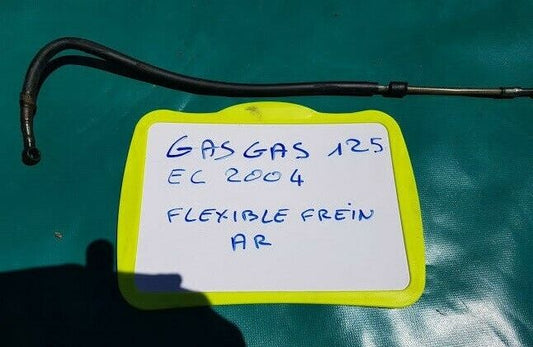 GASGAS 125
EC 2004
FLEXIBLE FREIN
AR